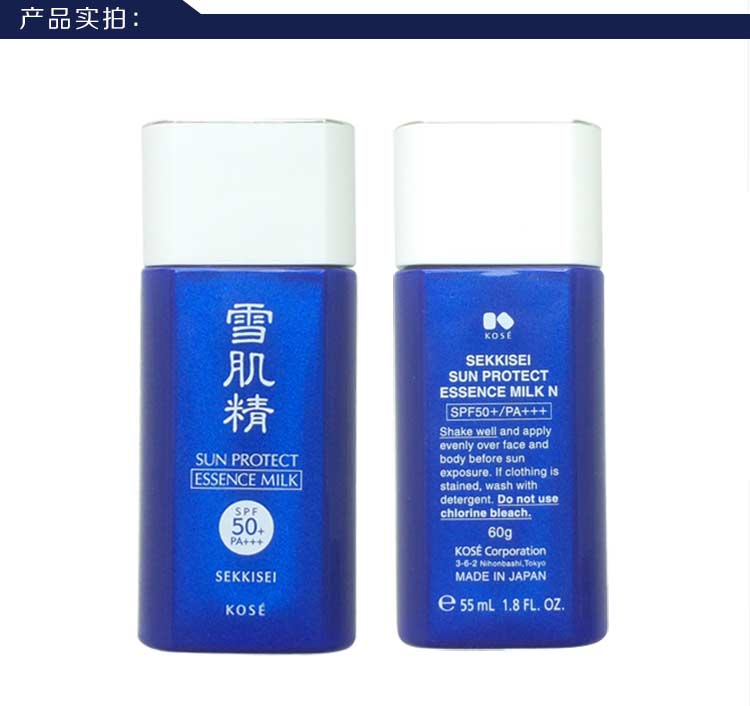 产品实拍：
雪
肌
精
SUN PROTECT
ESSENCE MILK
SPF
50+
PA+++
SEKKISEI
KOSÉ
KOSÉ
SEKKISEI
SUN PROTECT
ESSENCE MILK N
SPF50+/PA+++
Shake well and apply
evenly over face and
body before sun
exposure. If clothing is
stained, wash with
detergent. Do not use
chlorine bleach.
60g
KOSÉ Corporation
3-6-2 Nihonbashi,Tokyo
MADE IN JAPAN
℮ 55 mL 1.8 FL. OZ.